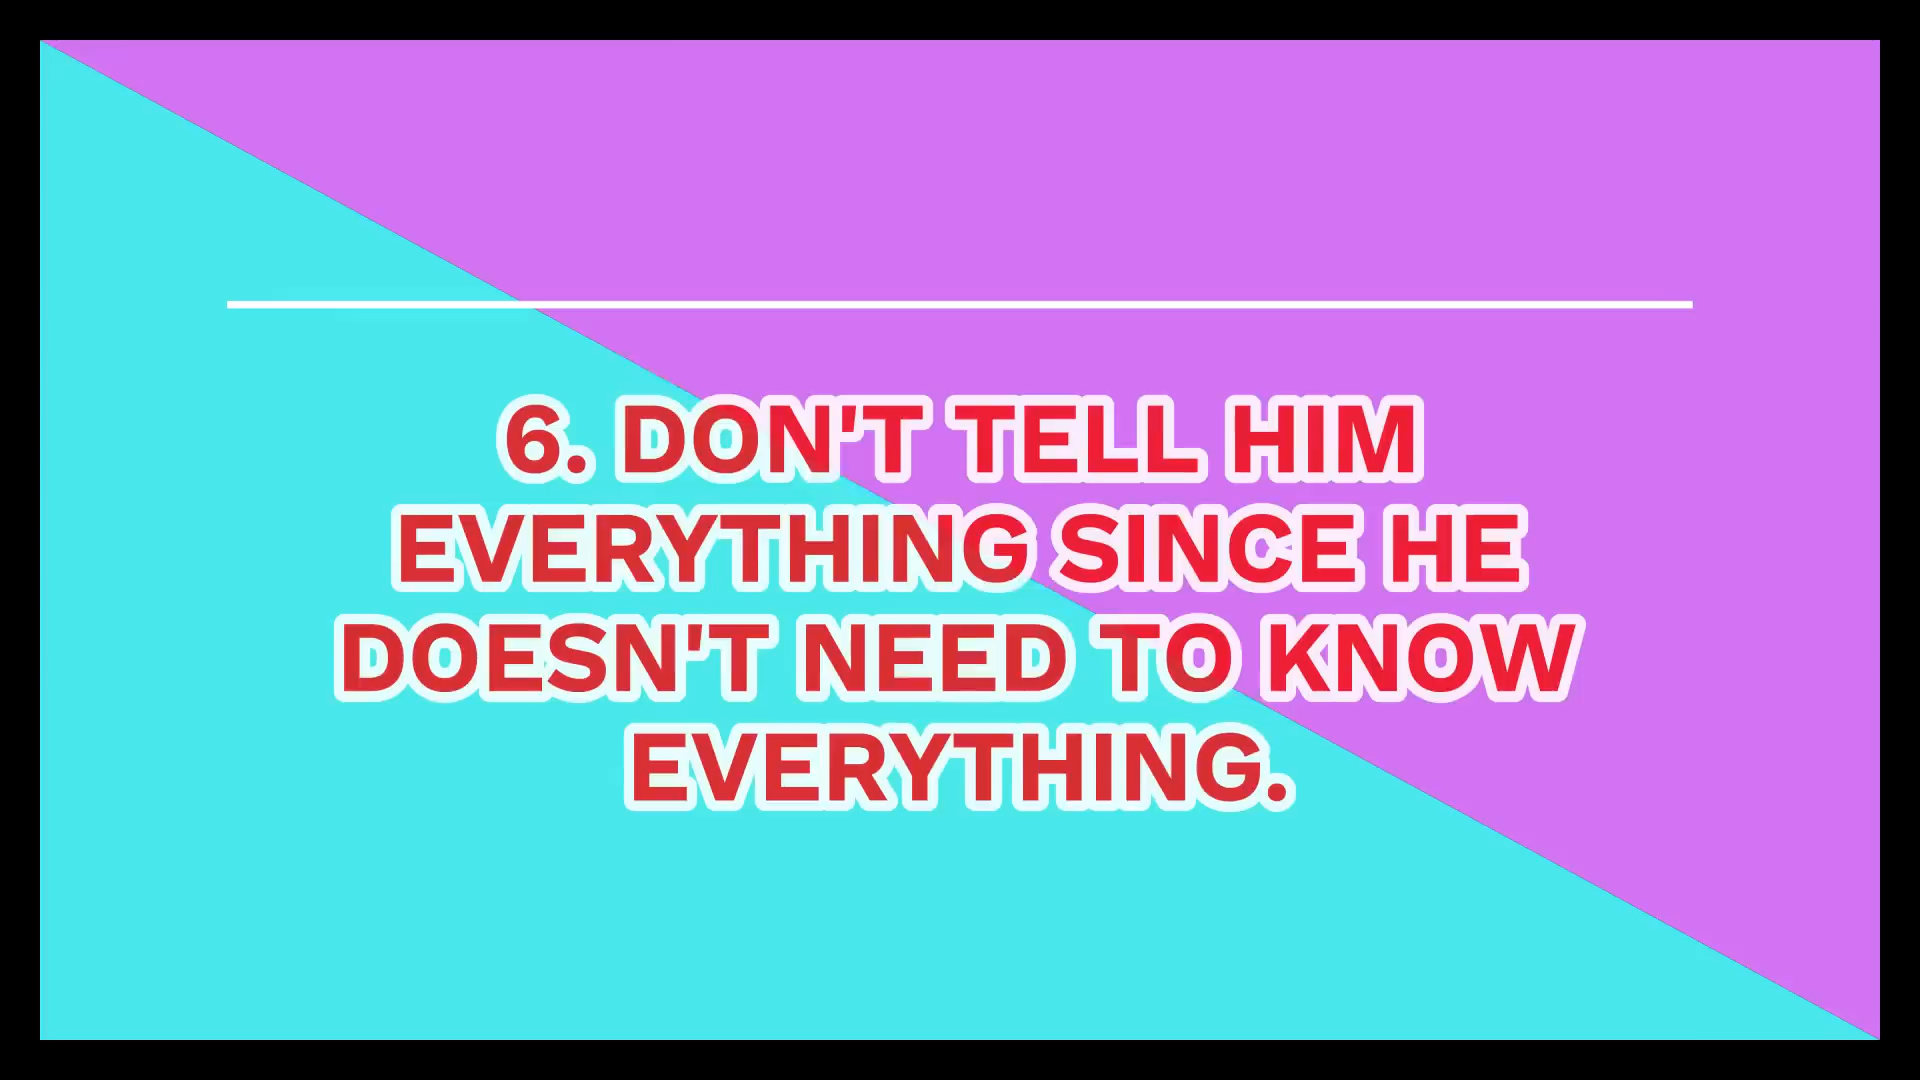 6. DON'T TELL HIM
EVERYTHING SINCE HE
DOESN'T NEED TO KNOW
EVERYTHING.